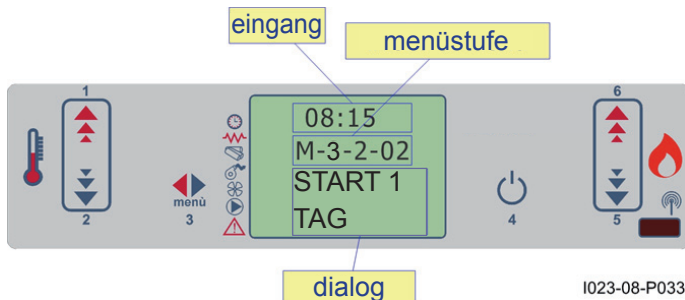 eingang
menüstufe
1
6
08:15
M-3-2-02
START 1
TAG
menù
2
3
4
5
dialog
I023-08-P033